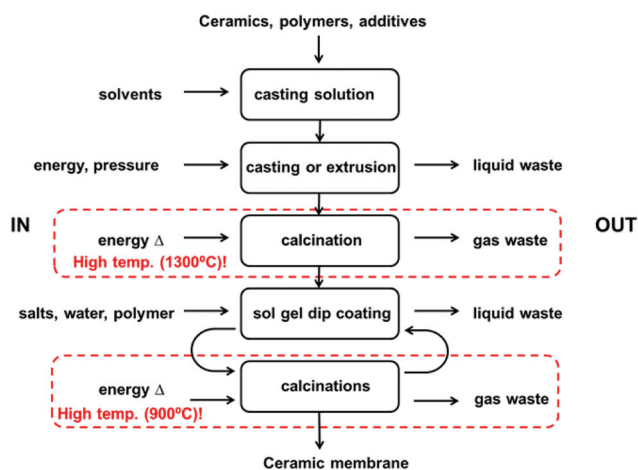 Ceramics, polymers, additives
solvents
casting solution
energy, pressure
casting or extrusion
liquid waste
IN
OUT
energy Δ
calcination
gas waste
High temp. (1300ºC)!
salts, water, polymer
sol gel dip coating
liquid waste
energy Δ
calcinations
gas waste
High temp. (900ºC)!
Ceramic membrane